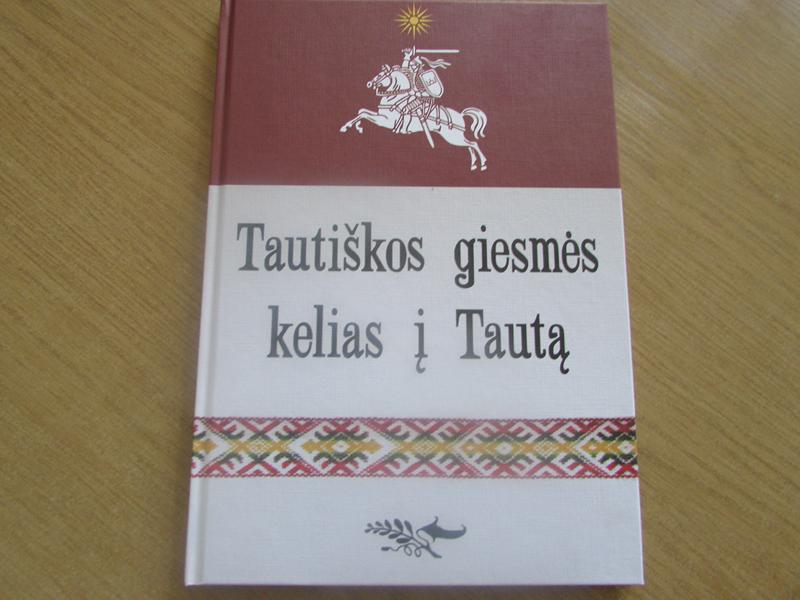 Tautiškos giesmės
kelias į Tautą